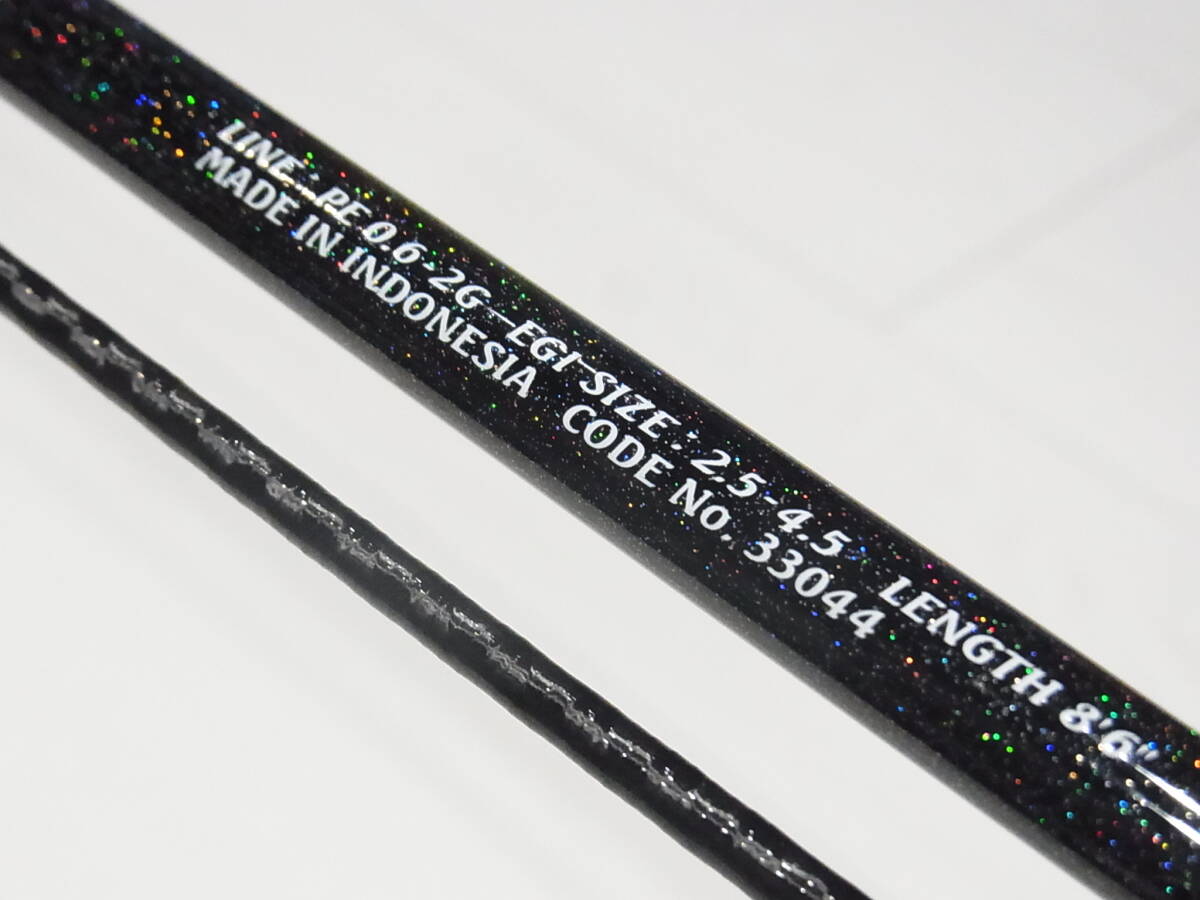 LINE : PE 0.6-2G EGI SIZE : 2.5-4.5 LENGTH 8'6"
MADE IN INDONESIA CODE No. 33044